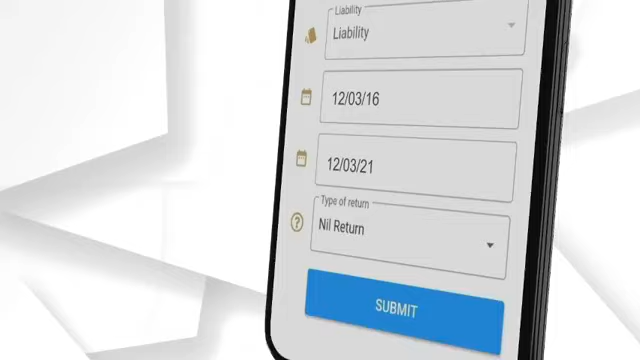 Liability
Liability
12/03/16
12/03/21
Type of return
Nil Return
SUBMIT